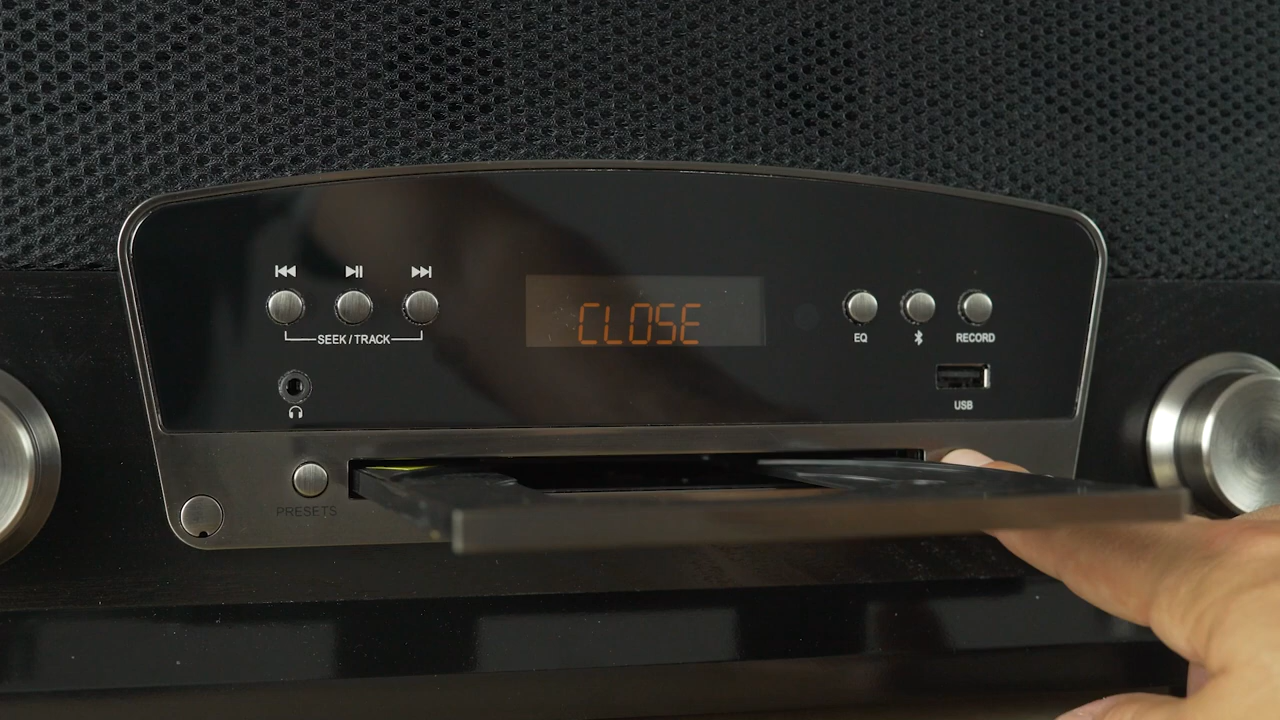 SEEK / TRACK
CLOSE
EQ
RECORD
USB
PRESETS